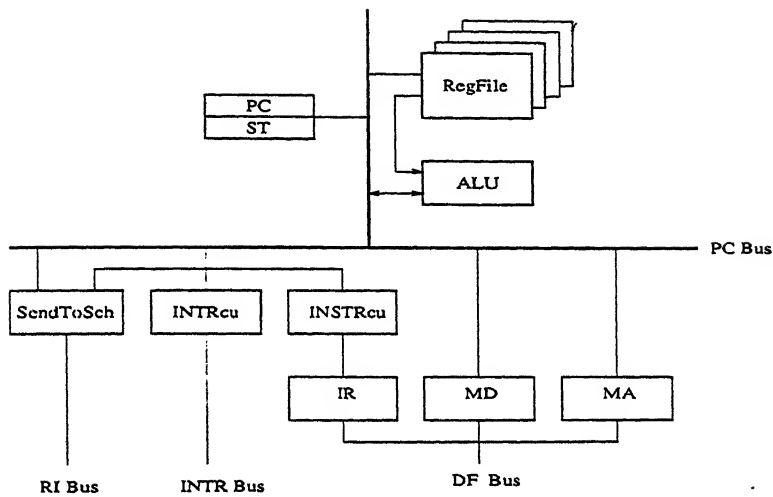 RegFile
PC
ST
ALU
PC Bus
SendToSch
INTRcu
INSTRcu
IR
MD
MA
RI Bus
INTR Bus
DF Bus